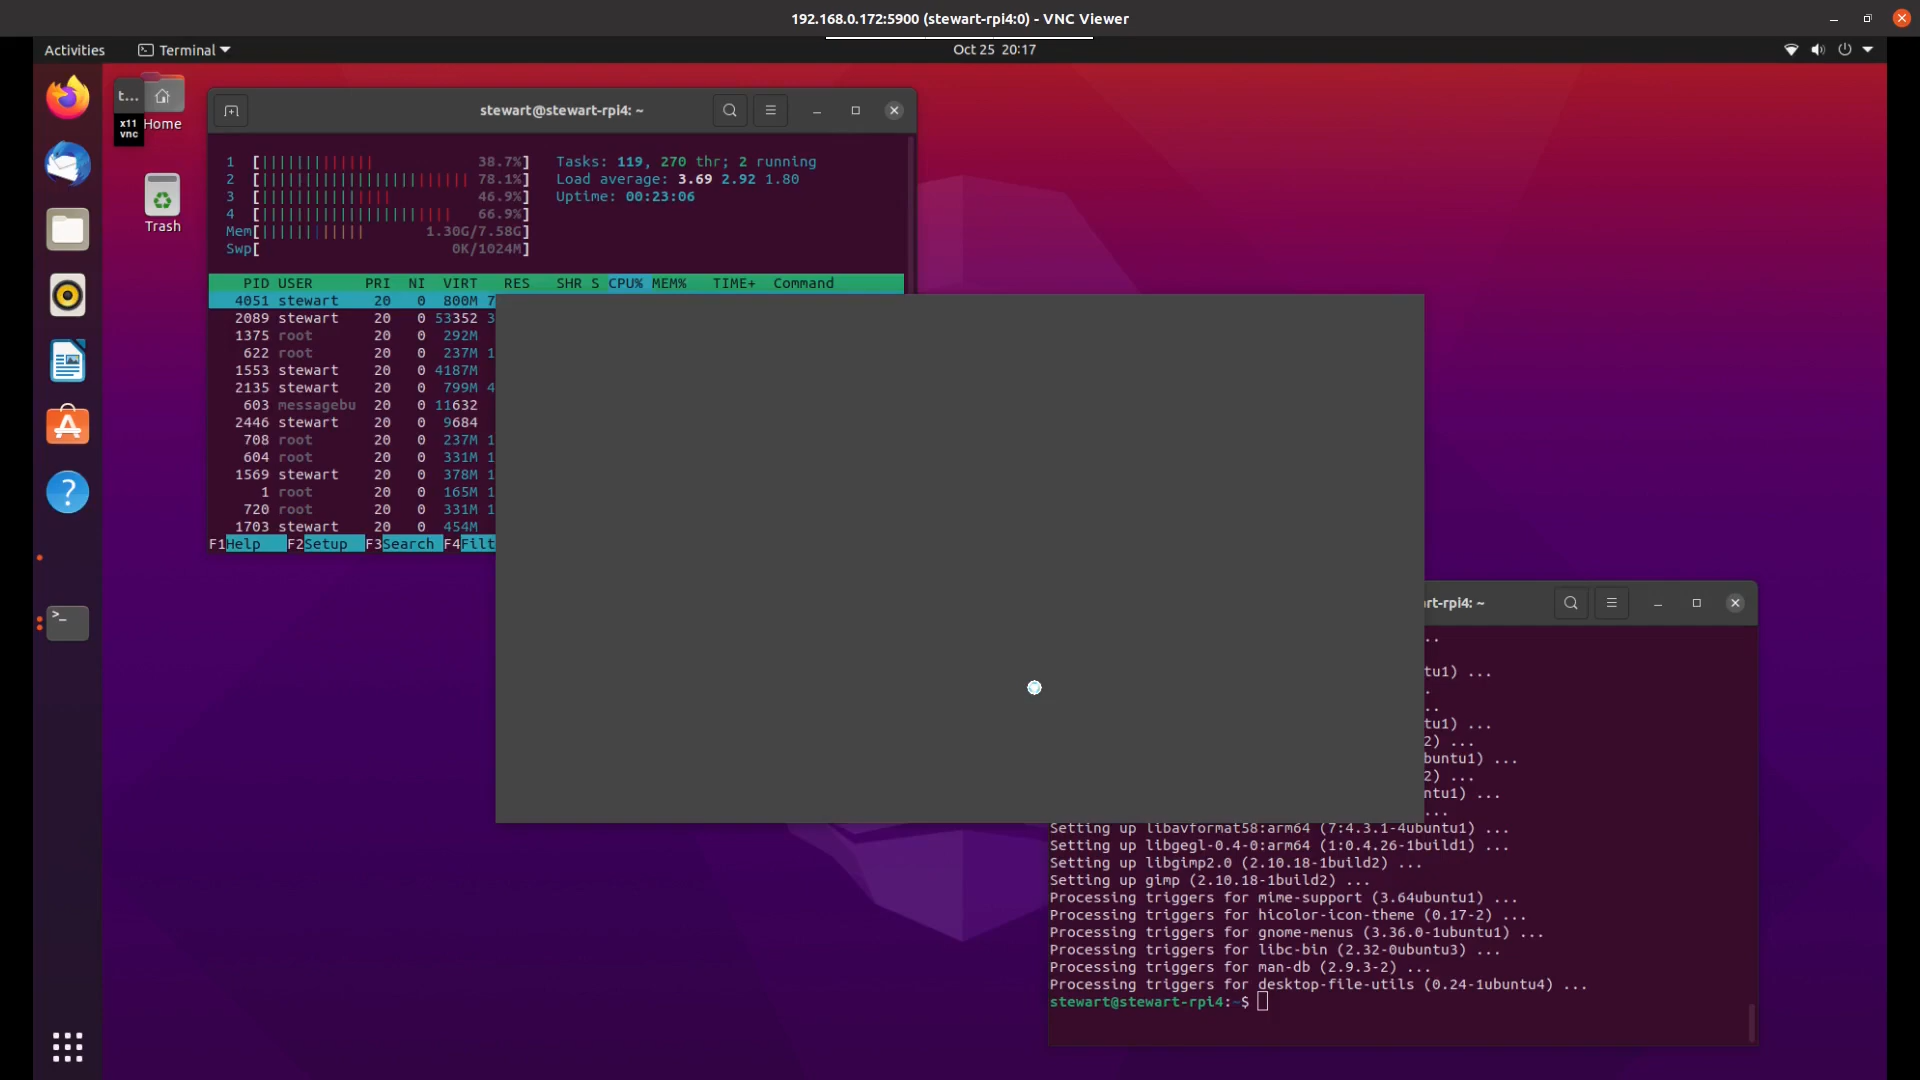 192.168.0.172:5900 (stewart-rpi4:0) - VNC Viewer
Activities Terminal Oct 25 20:17
t...
Home
x11
vnc
Trash
stewart@stewart-rpi4: ~
1 [|||||||||||||| 38.7%] Tasks: 119, 270 thr; 2 running
2 [|||||||||||||||||||||||| 78.1%] Load average: 3.69 2.92 1.80
3 [||||||||||||||| 46.9%] Uptime: 00:23:06
4 [|||||||||||||||||||||| 66.9%]
Mem[|||||||||||| 1.30G/7.58G]
Swp[ 0K/1024M]
PID USER PRI NI VIRT RES SHR S CPU% MEM% TIME+ Command
4051 stewart 20 0 800M 7
2089 stewart 20 0 53352 3
1375 root 20 0 292M
622 root 20 0 237M 1
1553 stewart 20 0 4187M
2135 stewart 20 0 799M 4
603 messagebu 20 0 11632
2446 stewart 20 0 9684
708 root 20 0 237M 1
604 root 20 0 331M 1
1569 stewart 20 0 378M 1
1 root 20 0 165M 1
720 root 20 0 331M 1
1703 stewart 20 0 454M
F1Help F2Setup F3Search F4Filt
rt-rpi4: ~
..
tu1) ...
.
..
tu1) ...
2) ...
buntu1) ...
2) ...
ntu1) ...
...
Setting up libavformat58:arm64 (7:4.3.1-4ubuntu1) ...
Setting up libgegl-0.4-0:arm64 (1:0.4.26-1build1) ...
Setting up libgimp2.0 (2.10.18-1build2) ...
Setting up gimp (2.10.18-1build2) ...
Processing triggers for mime-support (3.64ubuntu1) ...
Processing triggers for hicolor-icon-theme (0.17-2) ...
Processing triggers for gnome-menus (3.36.0-1ubuntu1) ...
Processing triggers for libc-bin (2.32-0ubuntu3) ...
Processing triggers for man-db (2.9.3-2) ...
Processing triggers for desktop-file-utils (0.24-1ubuntu4) ...
stewart@stewart-rpi4:~$